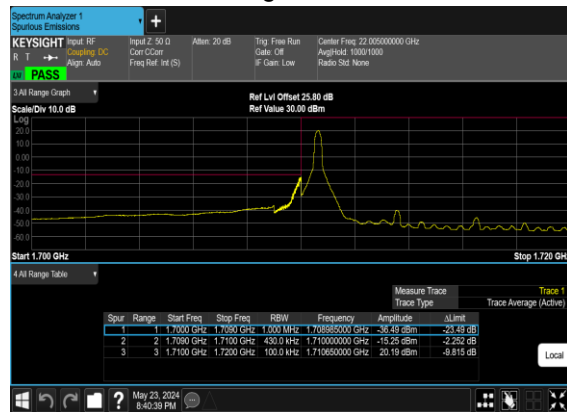 Spectrum Analyzer 1
Spurious Emissions
KEYSIGHT Input: RF Input Z: 50 Ω Atten: 20 dB Trig: Free Run Center Freq: 22.005000000 GHz
R T Coupling: DC Corr CCorr Gate: Off Avg|Hold: 1000/1000
Align: Auto Freq Ref: Int (S) IF Gain: Low Radio Std: None
PASS
3 All Range Graph
Ref Lvl Offset 25.80 dB
Scale/Div 10.0 dB Ref Value 30.00 dBm
Log
20.0
10.0
0.00
-10.0
-20.0
-30.0
-40.0
-50.0
-60.0
Start 1.700 GHz Stop 1.720 GHz
4 All Range Table
Measure Trace Trace 1
Trace Type Trace Average (Active)
Spur Range Start Freq Stop Freq RBW Frequency Amplitude ΔLimit
1 1 1.7000 GHz 1.7090 GHz 1.000 MHz 1.708985000 GHz -36.49 dBm -23.49 dB
2 2 1.7090 GHz 1.7100 GHz 430.0 kHz 1.710000000 GHz -15.25 dBm -2.252 dB
3 3 1.7100 GHz 1.7200 GHz 100.0 kHz 1.710650000 GHz 20.19 dBm -9.815 dB
Local
? May 23, 2024
8:40:39 PM